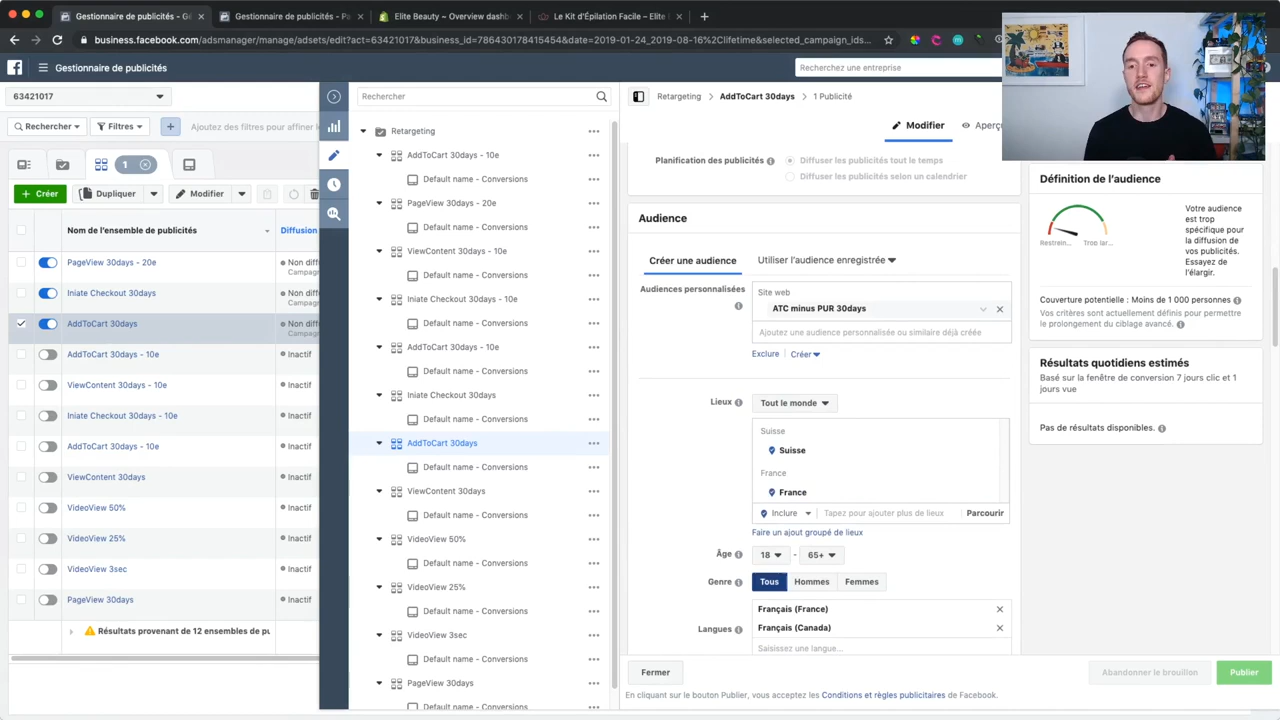 Gestionnaire de publicités - Gé
Gestionnaire de publicités - Pa
Elite Beauty – Overview dashb
Le Kit d'Épilation Facile – Elite
business.facebook.com/adsmanager/manage/
63421017&business_id=786430178415454&date=2019-01-24_2019-08-16%2Clifetime&selected_campaign_ids...
Gestionnaire de publicités
Recherchez une entreprise
63421017
Rechercher
Filtres
Ajoutez des filtres pour affiner l
1
Créer
Dupliquer
Modifier
Nom de l'ensemble de publicités
Diffusion
PageView 30days - 20e
Non diff
Campag
Iniate Checkout 30days
Non diff
Campag
AddToCart 30days
Non diff
Campag
AddToCart 30days - 10e
Inactif
ViewContent 30days - 10e
Inactif
Iniate Checkout 30days - 10e
Inactif
AddToCart 30days - 10e
Inactif
ViewContent 30days
Inactif
VideoView 50%
Inactif
VideoView 25%
Inactif
VideoView 3sec
Inactif
PageView 30days
Inactif
Résultats provenant de 12 ensembles de pu
Rechercher
Retargeting
AddToCart 30days - 10e
Default name - Conversions
PageView 30days - 20e
Default name - Conversions
ViewContent 30days - 10e
Default name - Conversions
Iniate Checkout 30days - 10e
Default name - Conversions
AddToCart 30days - 10e
Default name - Conversions
Iniate Checkout 30days
Default name - Conversions
AddToCart 30days
Default name - Conversions
ViewContent 30days
Default name - Conversions
VideoView 50%
Default name - Conversions
VideoView 25%
Default name - Conversions
VideoView 3sec
Default name - Conversions
PageView 30days
Default name - Conversions
Retargeting
AddToCart 30days
1 Publicité
Modifier
Aperç
Planification des publicités
Diffuser les publicités tout le temps
Diffuser les publicités selon un calendrier
Audience
Créer une audience
Utiliser l'audience enregistrée
Audiences personnalisées
Site web
ATC minus PUR 30days
Ajoutez une audience personnalisée ou similaire déjà créée
Exclure
Créer
Lieux
Tout le monde
Suisse
Suisse
France
France
Inclure
Tapez pour ajouter plus de lieux
Parcourir
Faire un ajout groupé de lieux
Âge
18
-
65+
Genre
Tous
Hommes
Femmes
Français (France)
Langues
Français (Canada)
Saisissez une langue...
Fermer
Abandonner le brouillon
Publier
En cliquant sur le bouton Publier, vous acceptez les Conditions et règles publicitaires de Facebook.
Définition de l'audience
Restrein...
Trop lar...
Votre audience
est trop
spécifique pour
la diffusion de
vos publicités.
Essayez de
l'élargir.
Couverture potentielle : Moins de 1 000 personnes
Vos critères sont actuellement définis pour permettre
le prolongement du ciblage avancé.
Résultats quotidiens estimés
Basé sur la fenêtre de conversion 7 jours clic et 1
jours vue
Pas de résultats disponibles.